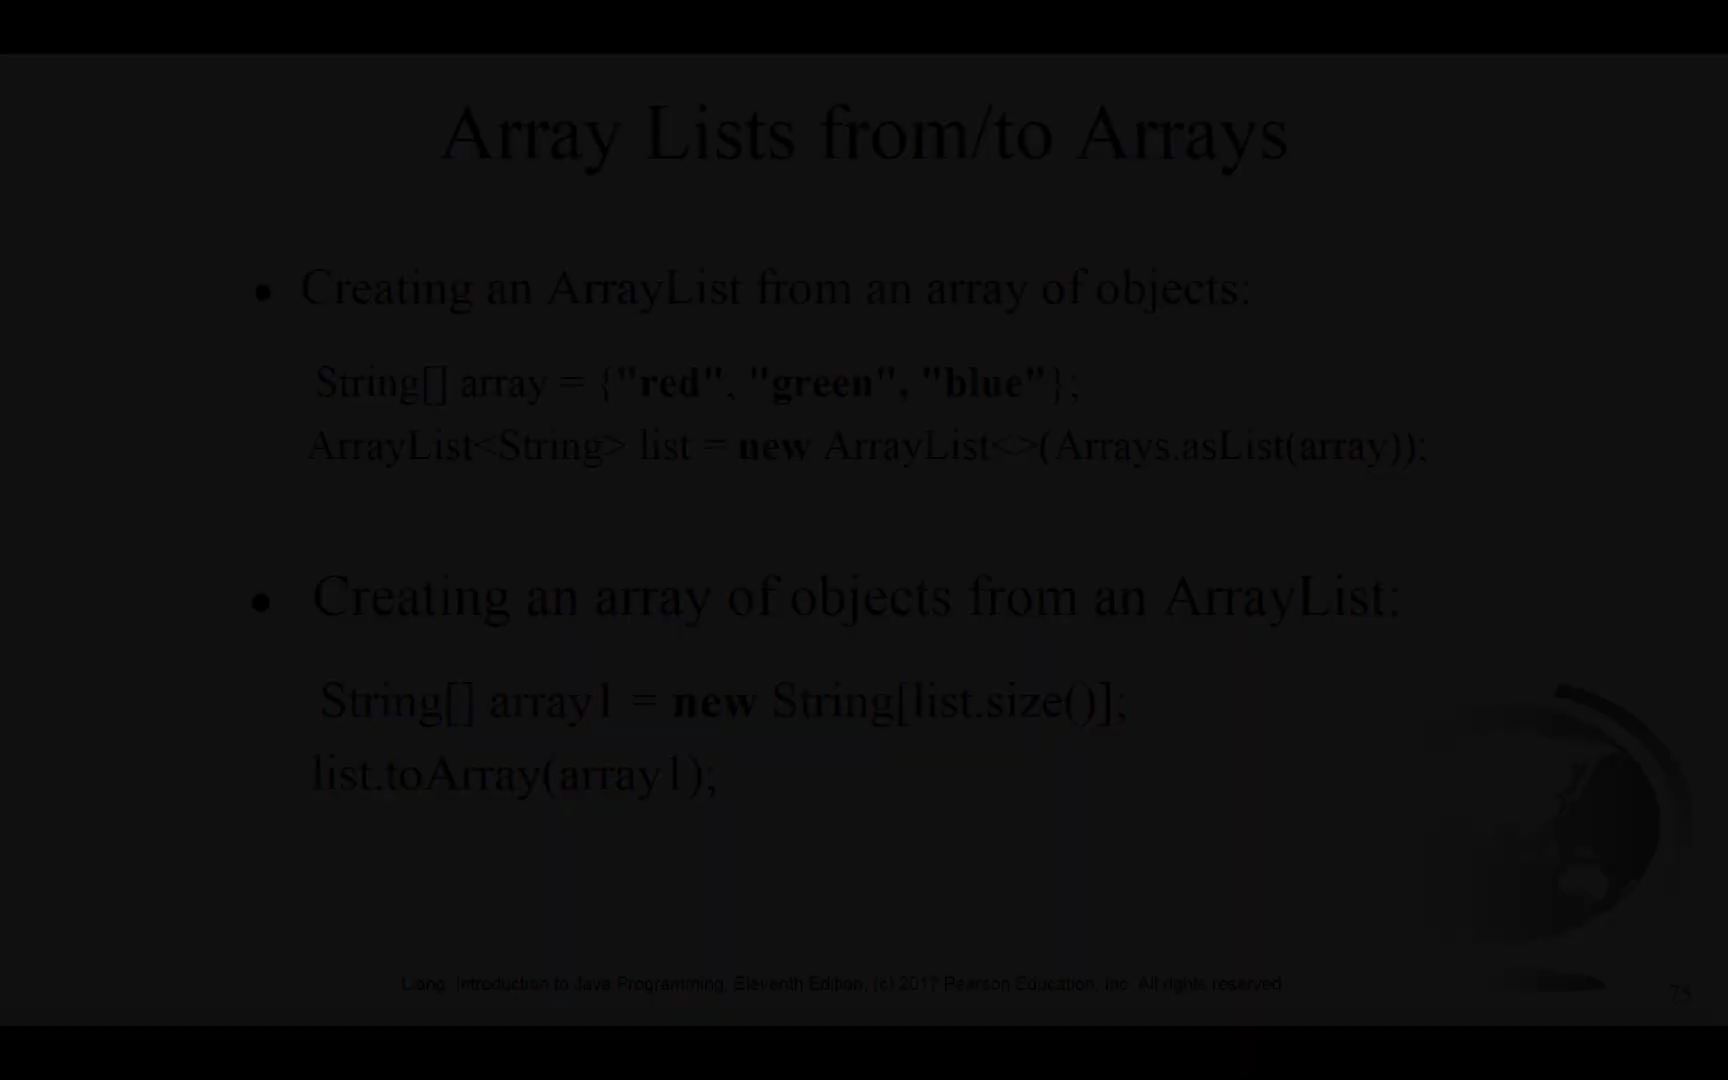 Array Lists from/to Arrays
• Creating an ArrayList from an array of objects:
String[] array = {"red", "green", "blue"};
ArrayList<String> list = new ArrayList<>(Arrays.asList(array));
• Creating an array of objects from an ArrayList:
String[] array1 = new String[list.size()];
list.toArray(array1);
Liang, Introduction to Java Programming, Eleventh Edition, (c) 2017 Pearson Education, Inc. All rights reserved.
75